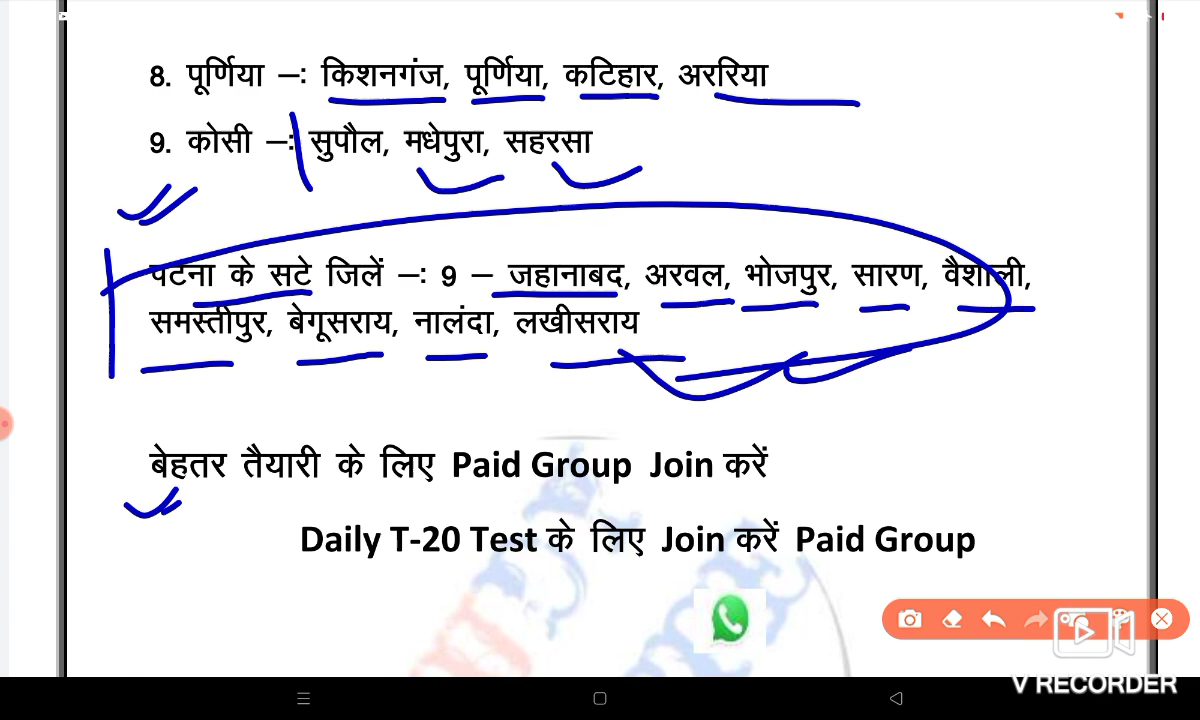 8. पूर्णिया –: किशनगंज, पूर्णिया, कटिहार, अररिया
9. कोसी –: सुपौल, मधेपुरा, सहरसा
पटना के सटे जिलें –: 9 – जहानाबद, अरवल, भोजपुर, सारण, वैशाली,
समस्तीपुर, बेगूसराय, नालंदा, लखीसराय
बेहतर तैयारी के लिए Paid Group Join करें
Daily T-20 Test के लिए Join करें Paid Group
V RECORDER